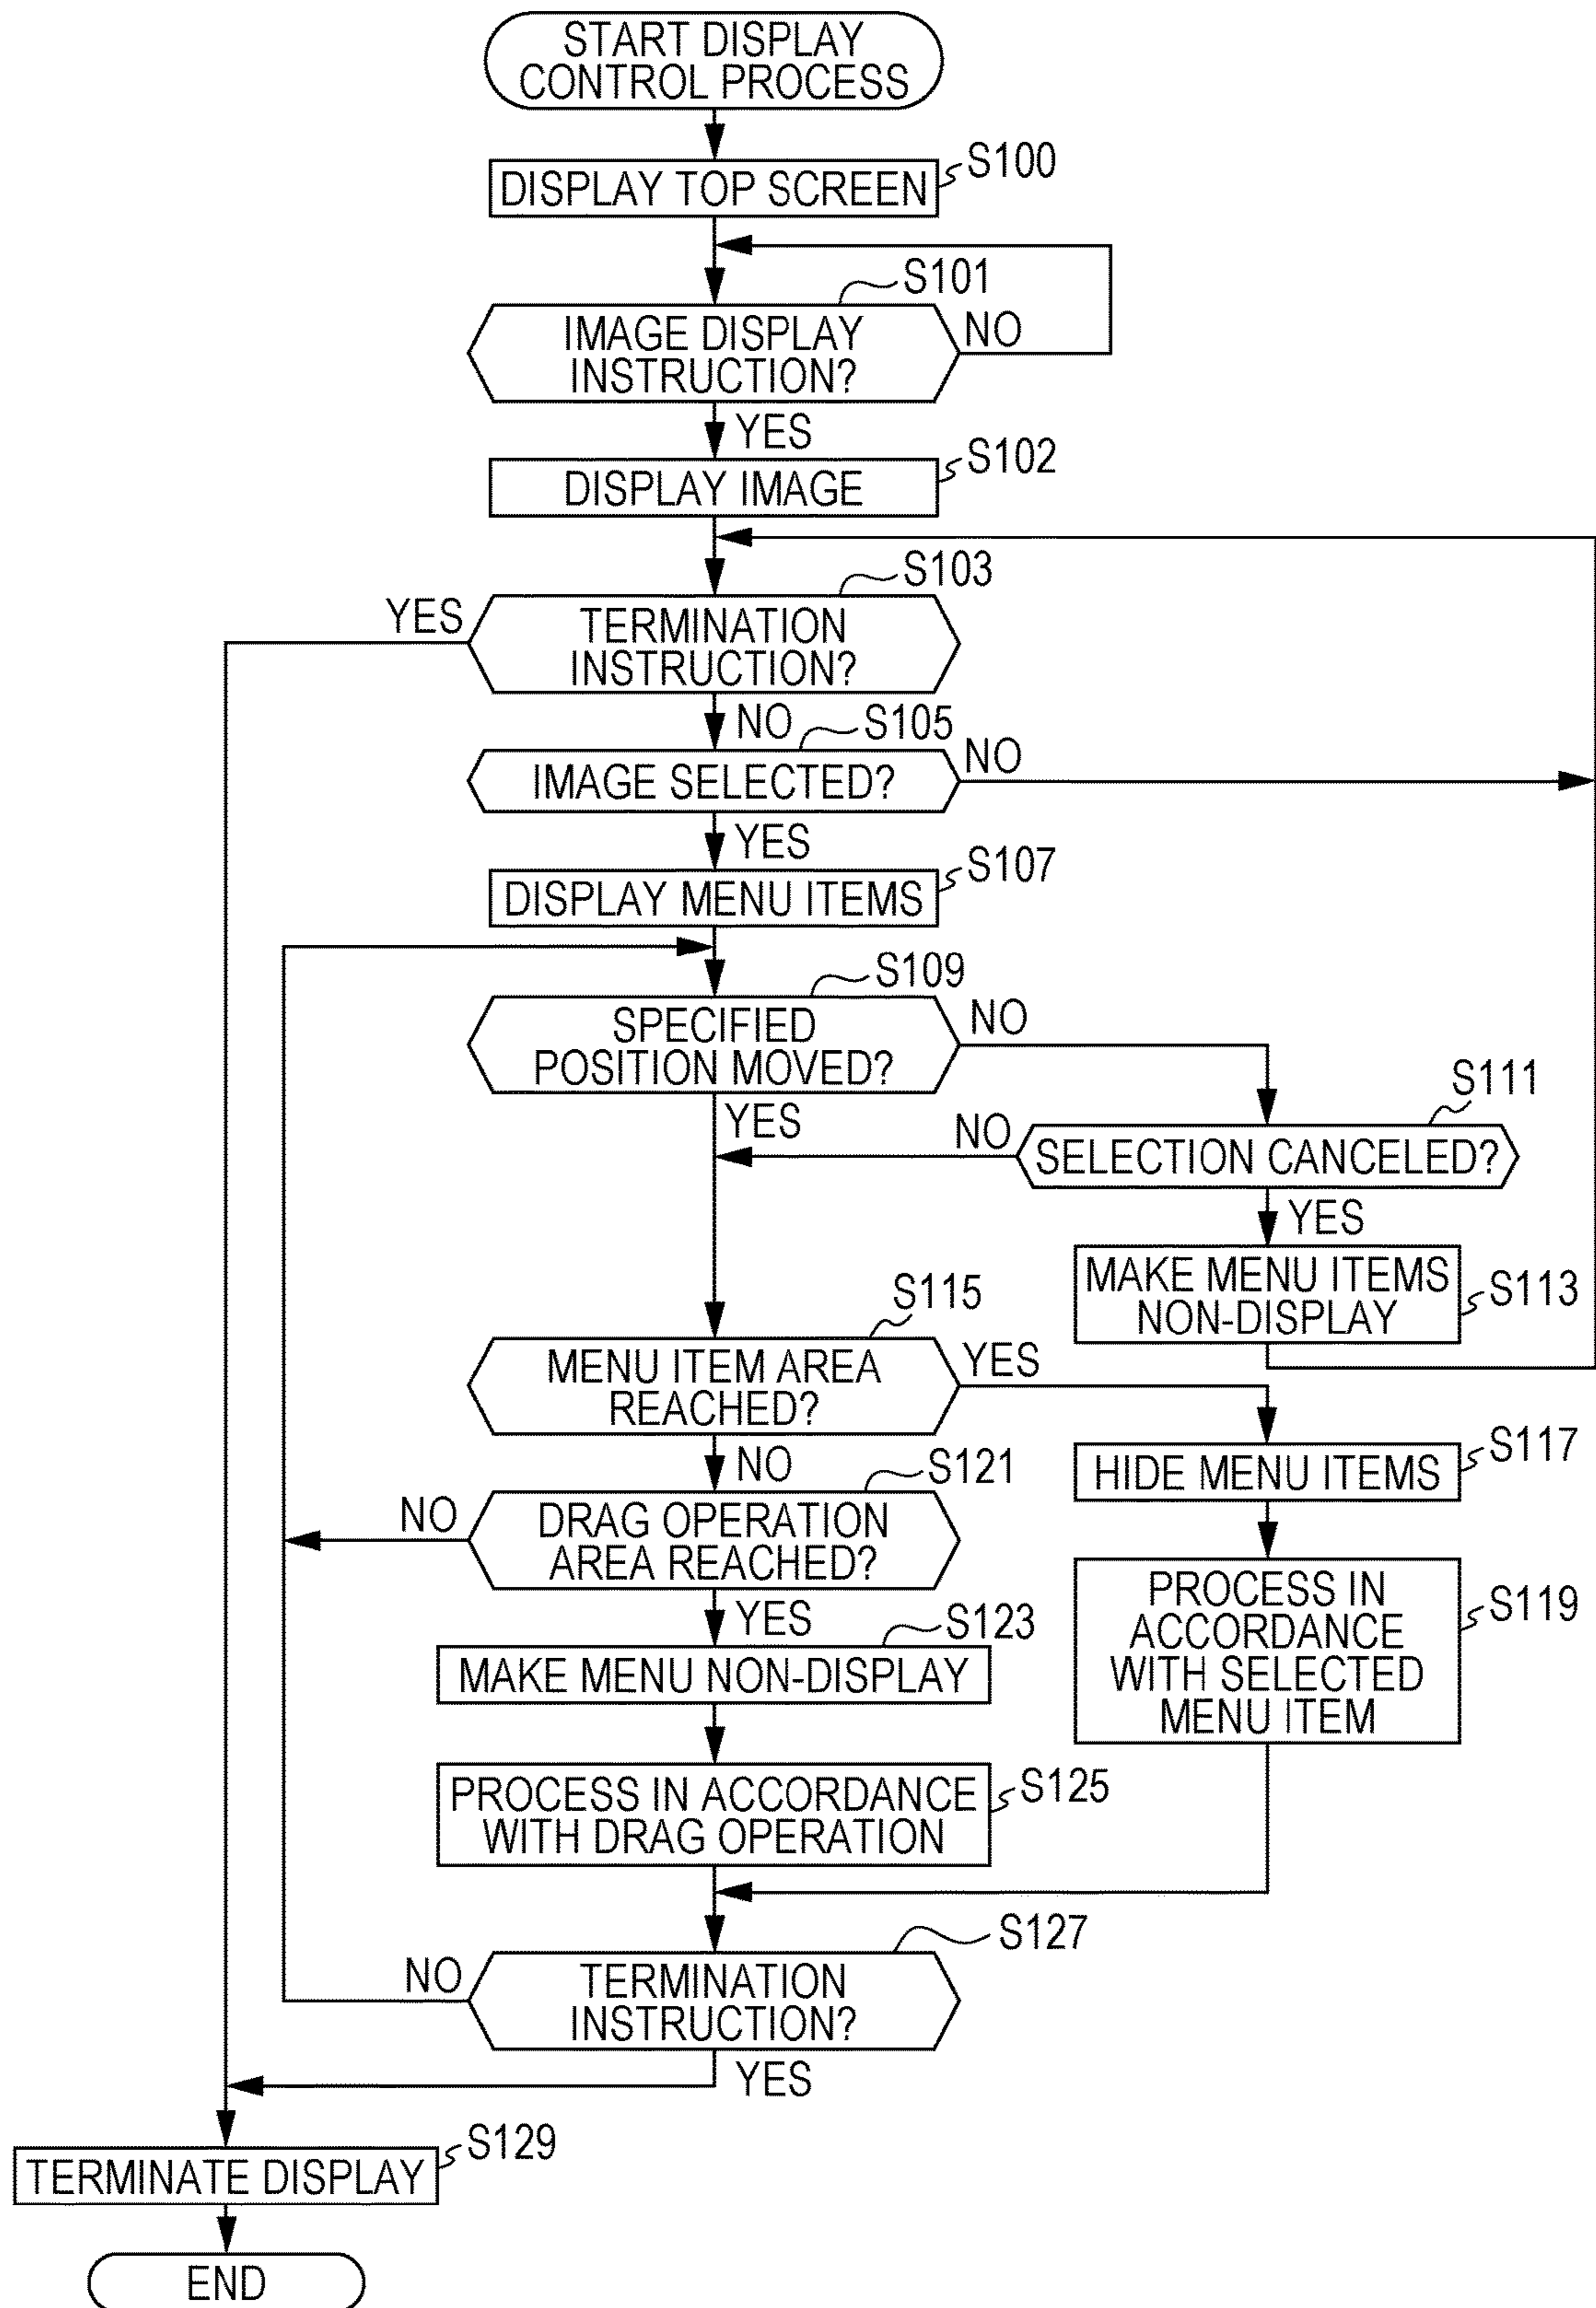 START DISPLAY
CONTROL PROCESS
S100
DISPLAY TOP SCREEN
S101
IMAGE DISPLAY
INSTRUCTION?
NO
YES
S102
DISPLAY IMAGE
S103
YES
TERMINATION
INSTRUCTION?
NO
S105
IMAGE SELECTED?
NO
YES
S107
DISPLAY MENU ITEMS
S109
SPECIFIED
POSITION MOVED?
NO
YES
S111
NO
SELECTION CANCELED?
YES
MAKE MENU ITEMS
NON-DISPLAY
S113
S115
MENU ITEM AREA
REACHED?
YES
NO
S117
HIDE MENU ITEMS
S121
NO
DRAG OPERATION
AREA REACHED?
YES
PROCESS IN
ACCORDANCE
WITH SELECTED
MENU ITEM
S119
S123
MAKE MENU NON-DISPLAY
PROCESS IN ACCORDANCE
WITH DRAG OPERATION
S125
S127
NO
TERMINATION
INSTRUCTION?
YES
S129
TERMINATE DISPLAY
END